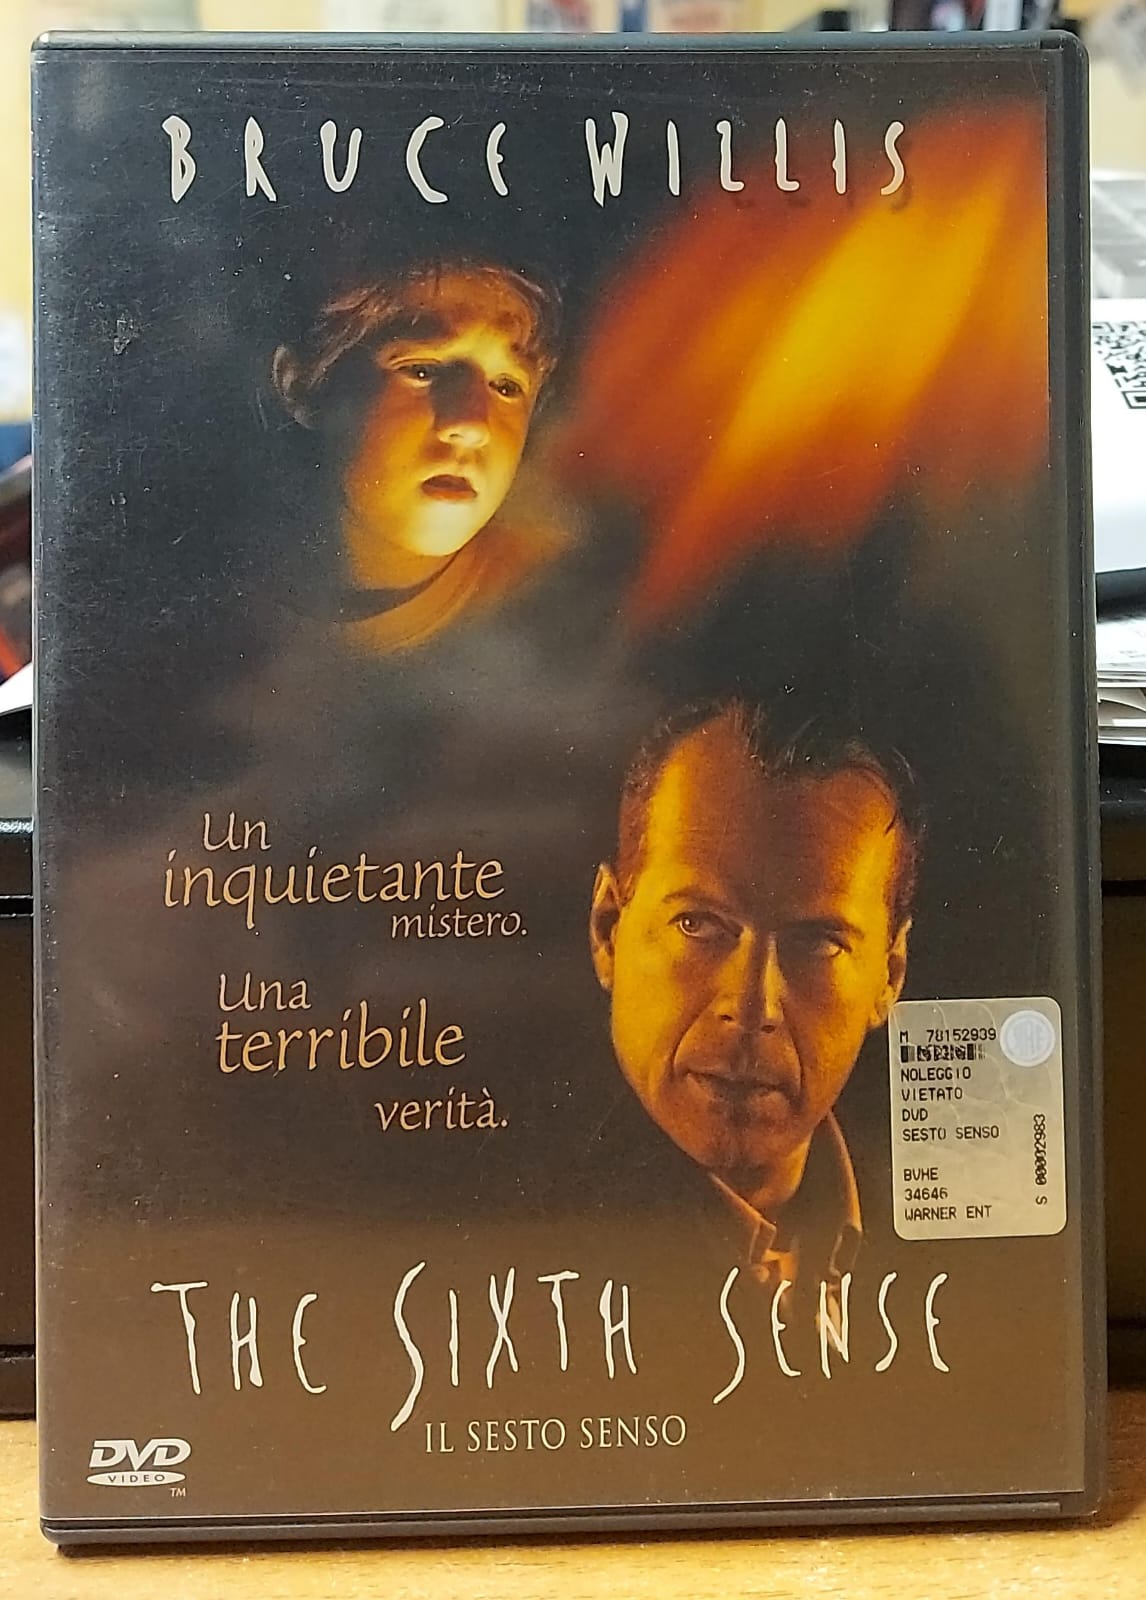 BRUCE WILLIS
Un
inquietante
mistero.
Una
terribile
verità.
M 78152939
NOLEGGIO
VIETATO
DVD
SESTO SENSO
BVHE
34646
WARNER ENT
S 00002983
THE SIXTH SENSE
IL SESTO SENSO
DVD
VIDEO
TM